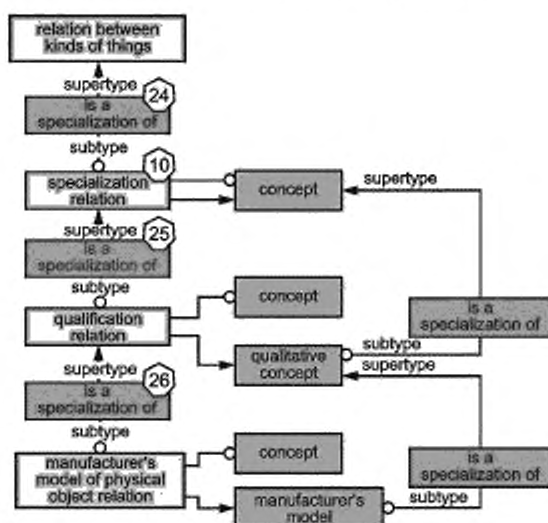 relation between
kinds of things
supertype
24
is a
specialization of
subtype
10
specialization
relation
concept
supertype
supertype
25
is a
specialization of
subtype
concept
qualification
relation
is a
specialization of
subtype
qualitative
concept
supertype
supertype
26
is a
specialization of
subtype
concept
manufacturer's
model of physical
object relation
is a
specialization of
subtype
manufacturer's
model